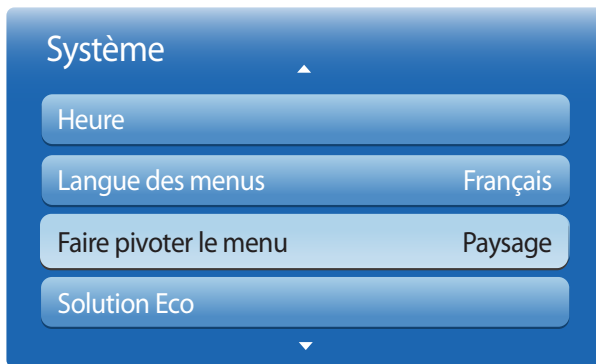 Système
Heure
Langue des menus Français
Faire pivoter le menu Paysage
Solution Eco